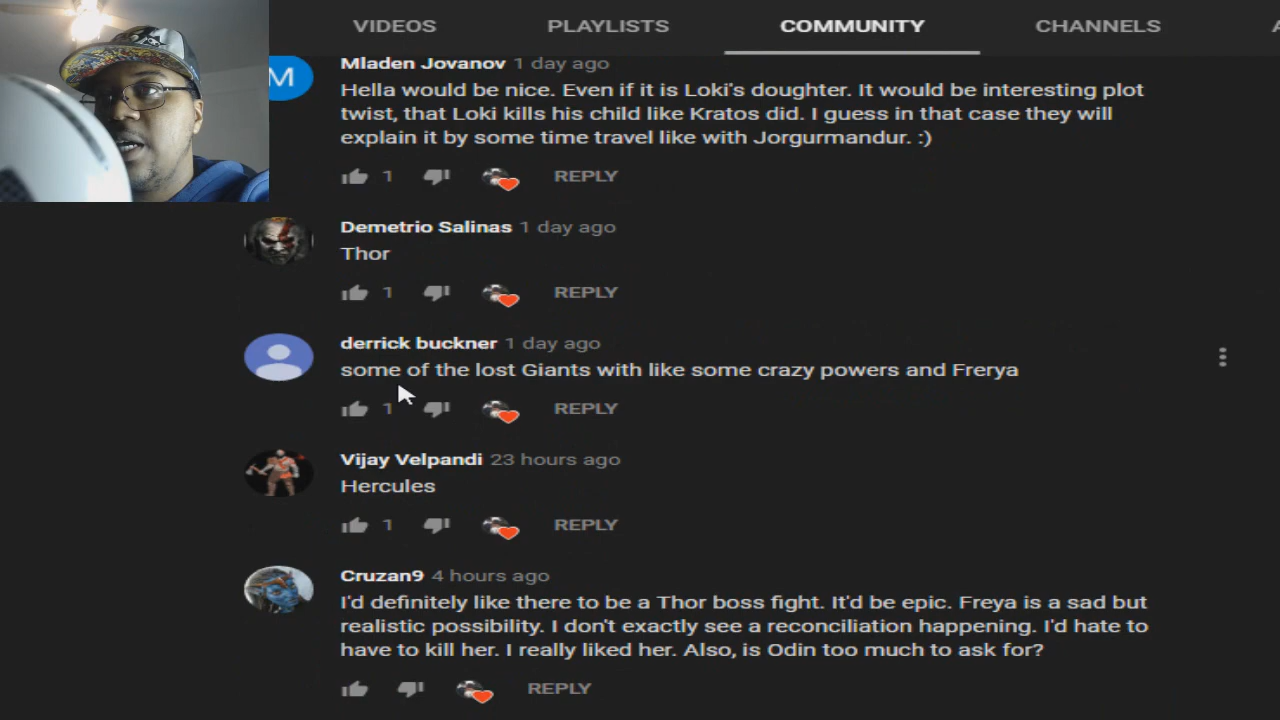 VIDEOS PLAYLISTS COMMUNITY CHANNELS A
M
Mladen Jovanov 1 day ago
Hella would be nice. Even if it is Loki's daughter. It would be interesting plot
twist, that Loki kills his child like Kratos did. I guess in that case they will
explain it by some time travel like with Jorgurmandur. :)
1 REPLY
Demetrio Salinas 1 day ago
Thor
1 REPLY
derrick buckner 1 day ago
some of the lost Giants with like some crazy powers and Frerya
1 REPLY
Vijay Velpandi 23 hours ago
Hercules
1 REPLY
Cruzan9 4 hours ago
I'd definitely like there to be a Thor boss fight. It'd be epic. Freya is a sad but
realistic possibility. I don't exactly see a reconciliation happening. I'd hate to
have to kill her. I really liked her. Also, is Odin too much to ask for?
REPLY